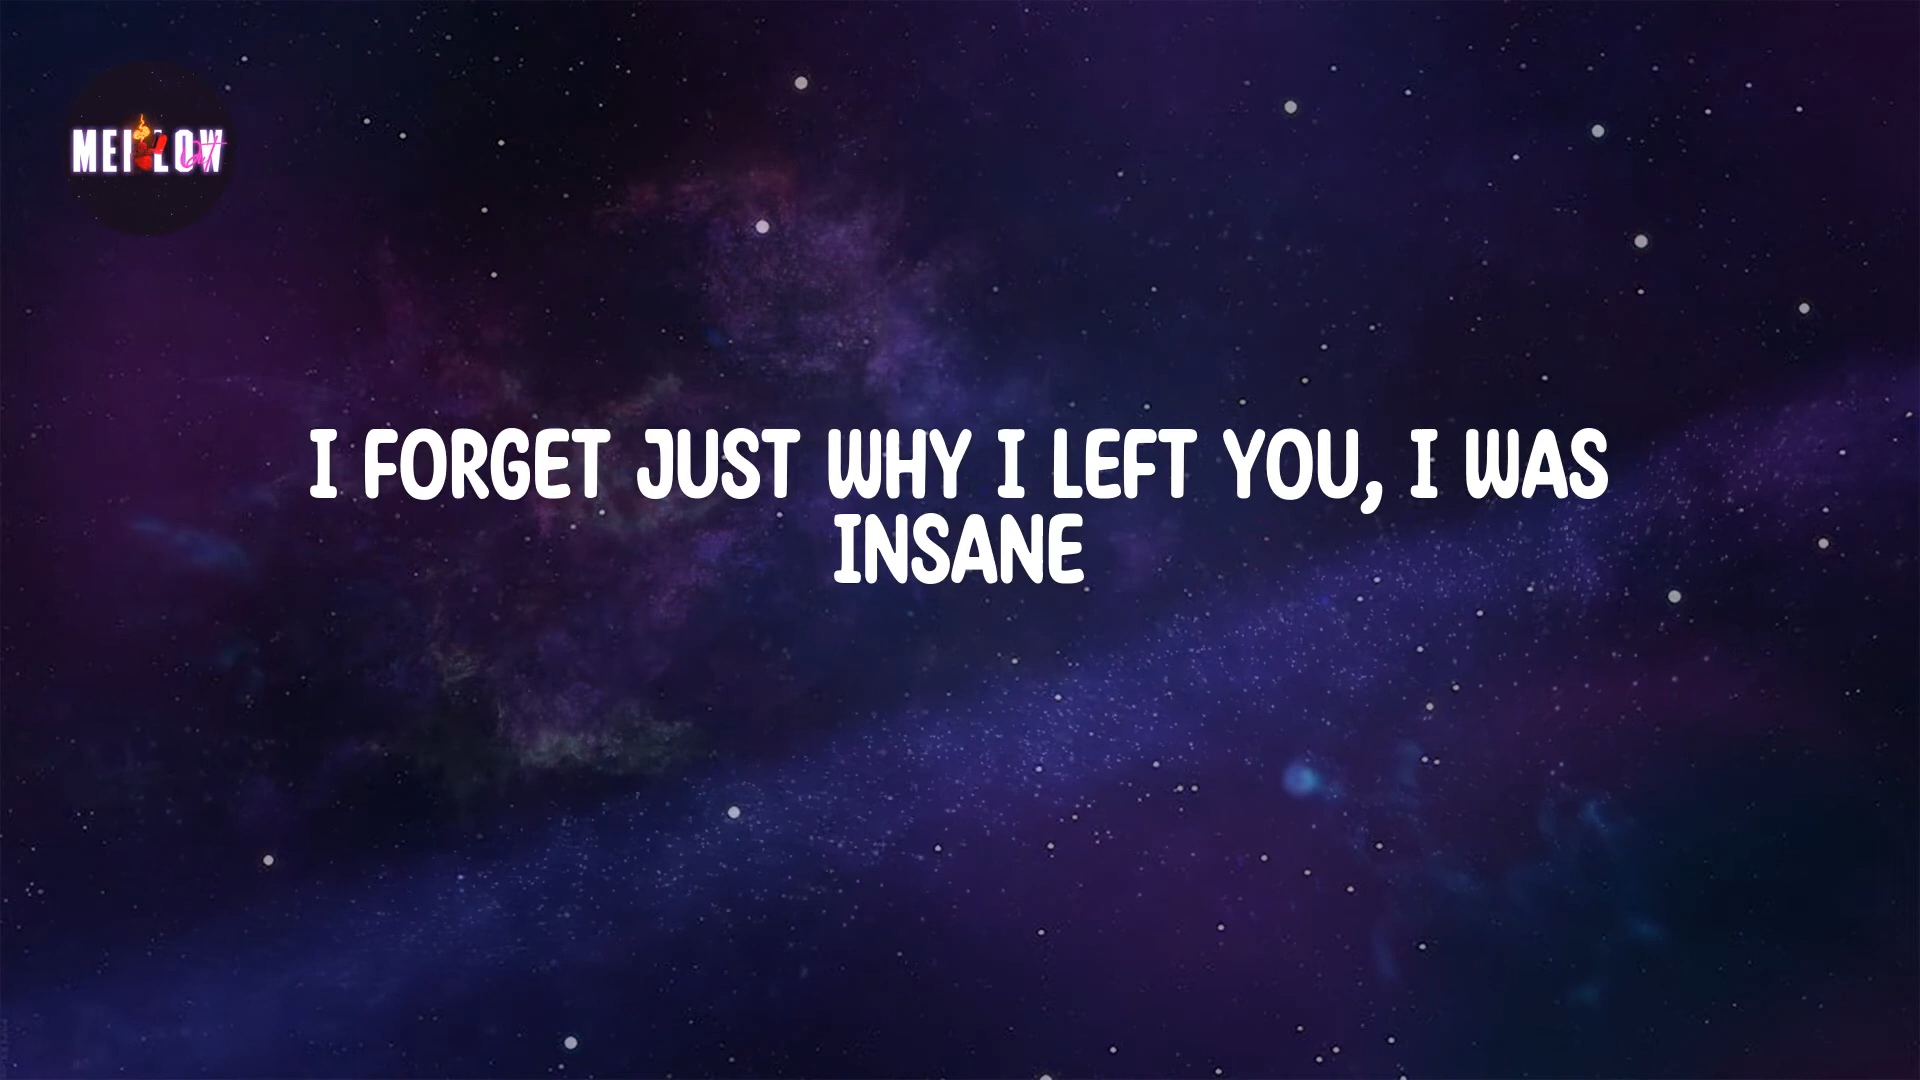 MELLOW
I FORGET JUST WHY I LEFT YOU, I WAS
INSANE